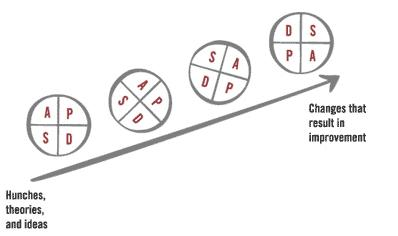 A P
S D
A P
S D
S A
D P
D S
P A
Changes that
result in
improvement
Hunches,
theories,
and ideas